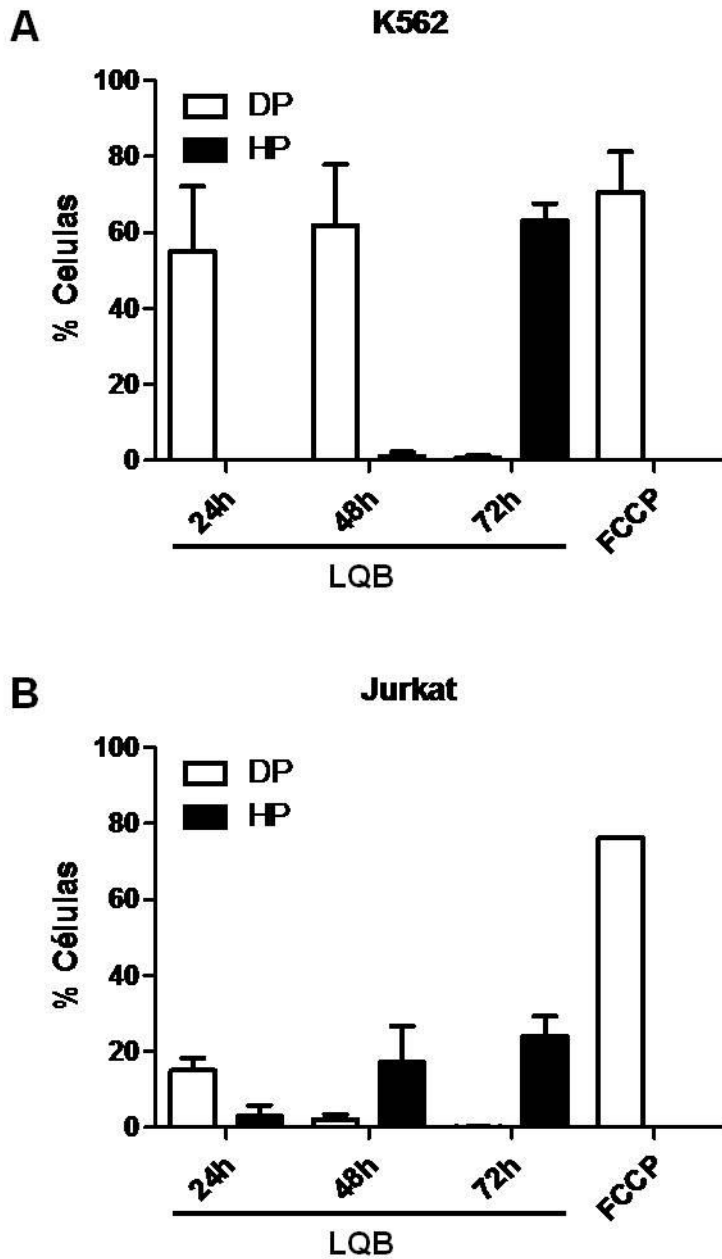 A
K562
100
80
60
40
20
0
% Celulas
DP
HP
24h
48h
72h
FCCP
LQB
B
Jurkat
100
80
60
40
20
0
% Células
DP
HP
24h
48h
72h
FCCP
LQB